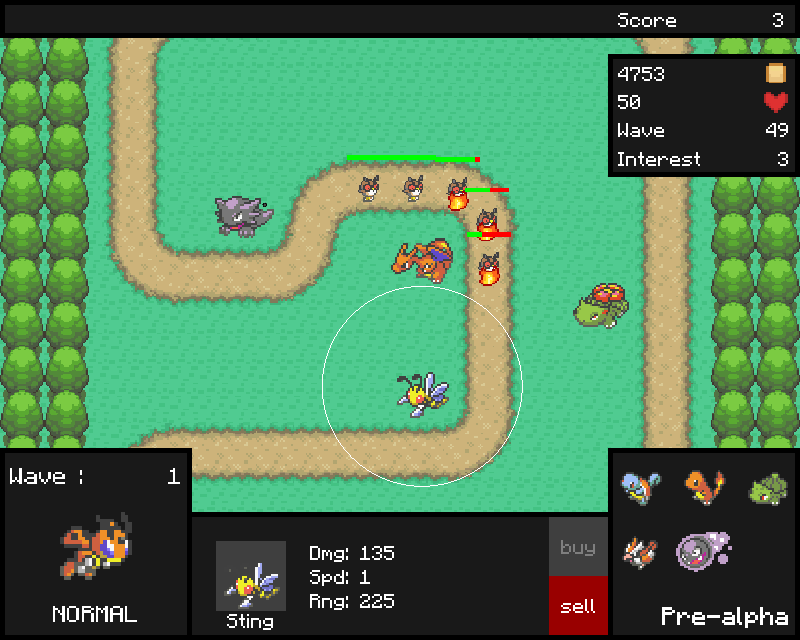 Score 3
4753
50
Wave 49
Interest 3
Wave : 1
NORMAL
Dmg: 135
Spd: 1
Rng: 225
Sting
buy
sell
Pre-alpha